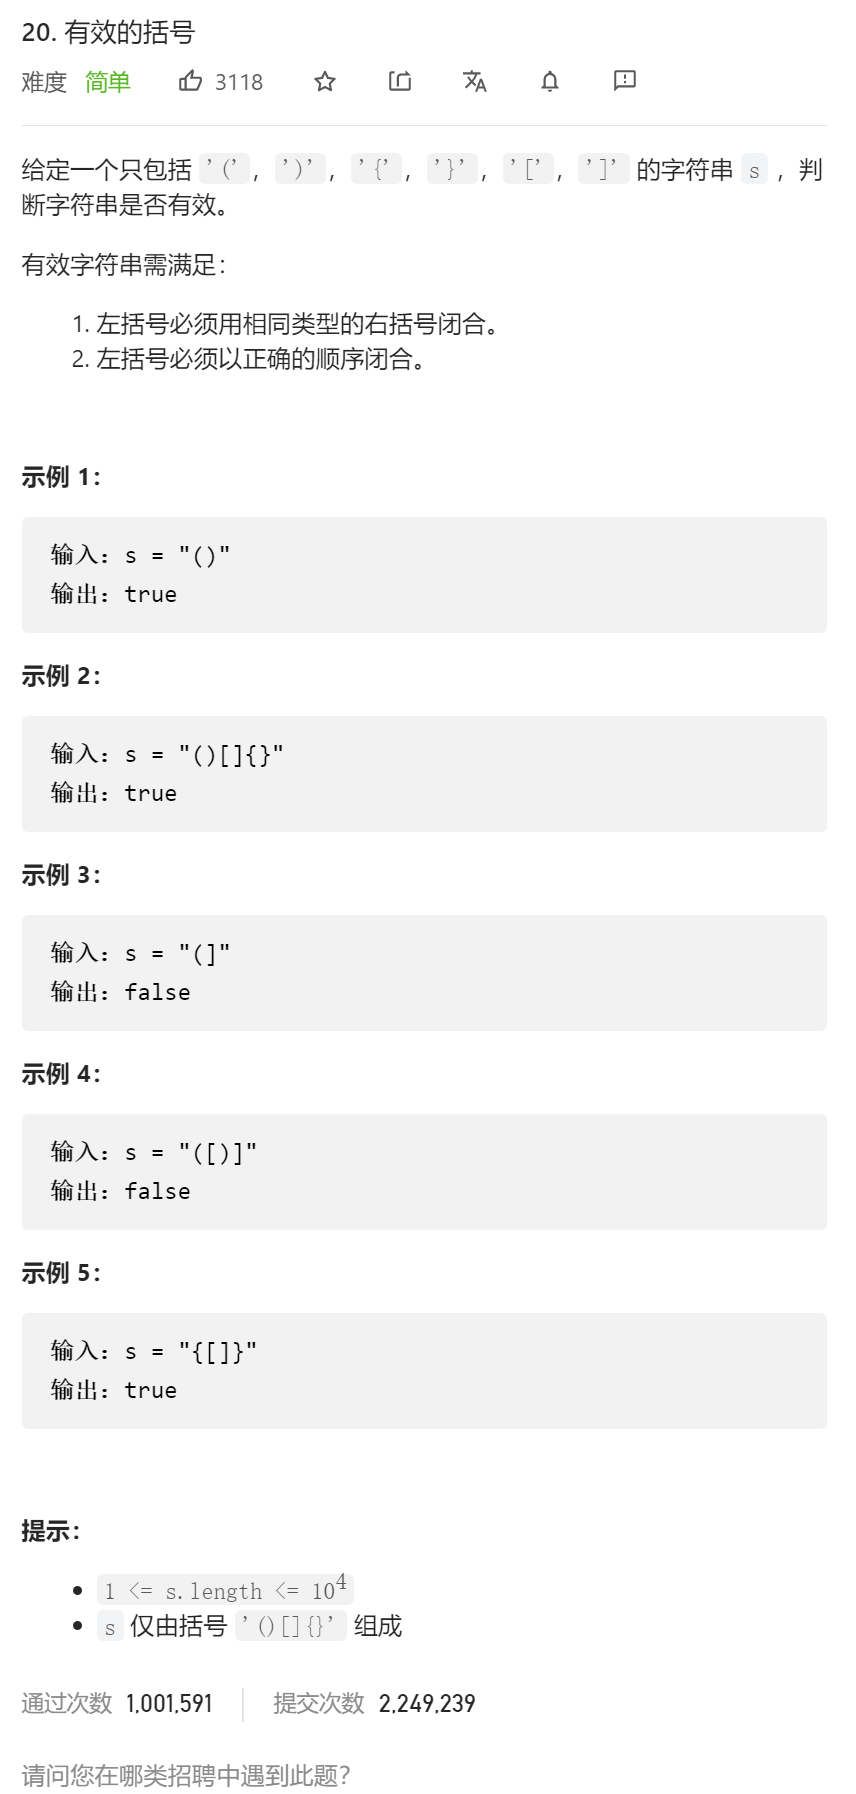 20. 有效的括号
难度 简单 3118
给定一个只包括 '(', ')', '{', '}', '[', ']' 的字符串 s ，判
断字符串是否有效。
有效字符串需满足：
1. 左括号必须用相同类型的右括号闭合。
2. 左括号必须以正确的顺序闭合。
示例 1：
输入：s = "()"
输出：true
示例 2：
输入：s = "()[]{}"
输出：true
示例 3：
输入：s = "(]"
输出：false
示例 4：
输入：s = "([)]"
输出：false
示例 5：
输入：s = "{[]}"
输出：true
提示：
• 1 <= s.length <= 10⁴
• s 仅由括号 '()[]{}' 组成
通过次数 1,001,591 提交次数 2,249,239
请问您在哪类招聘中遇到此题？